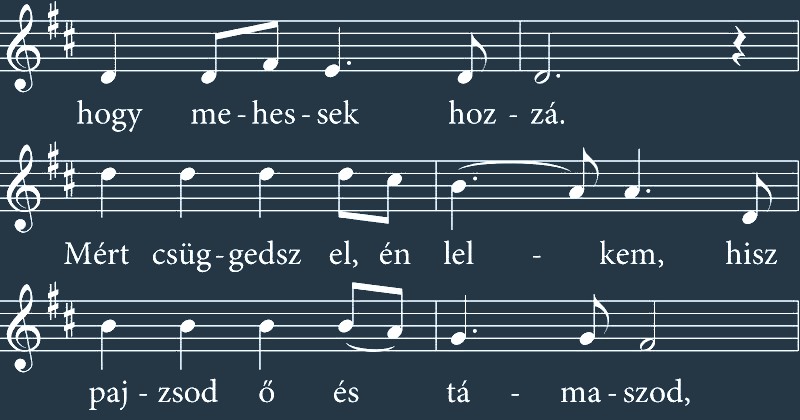 hogy me - hes - sek hoz - zá.
Mért csüg - gedsz el, én lel - kem, hisz
paj - zsod ő és tá - ma - szod,